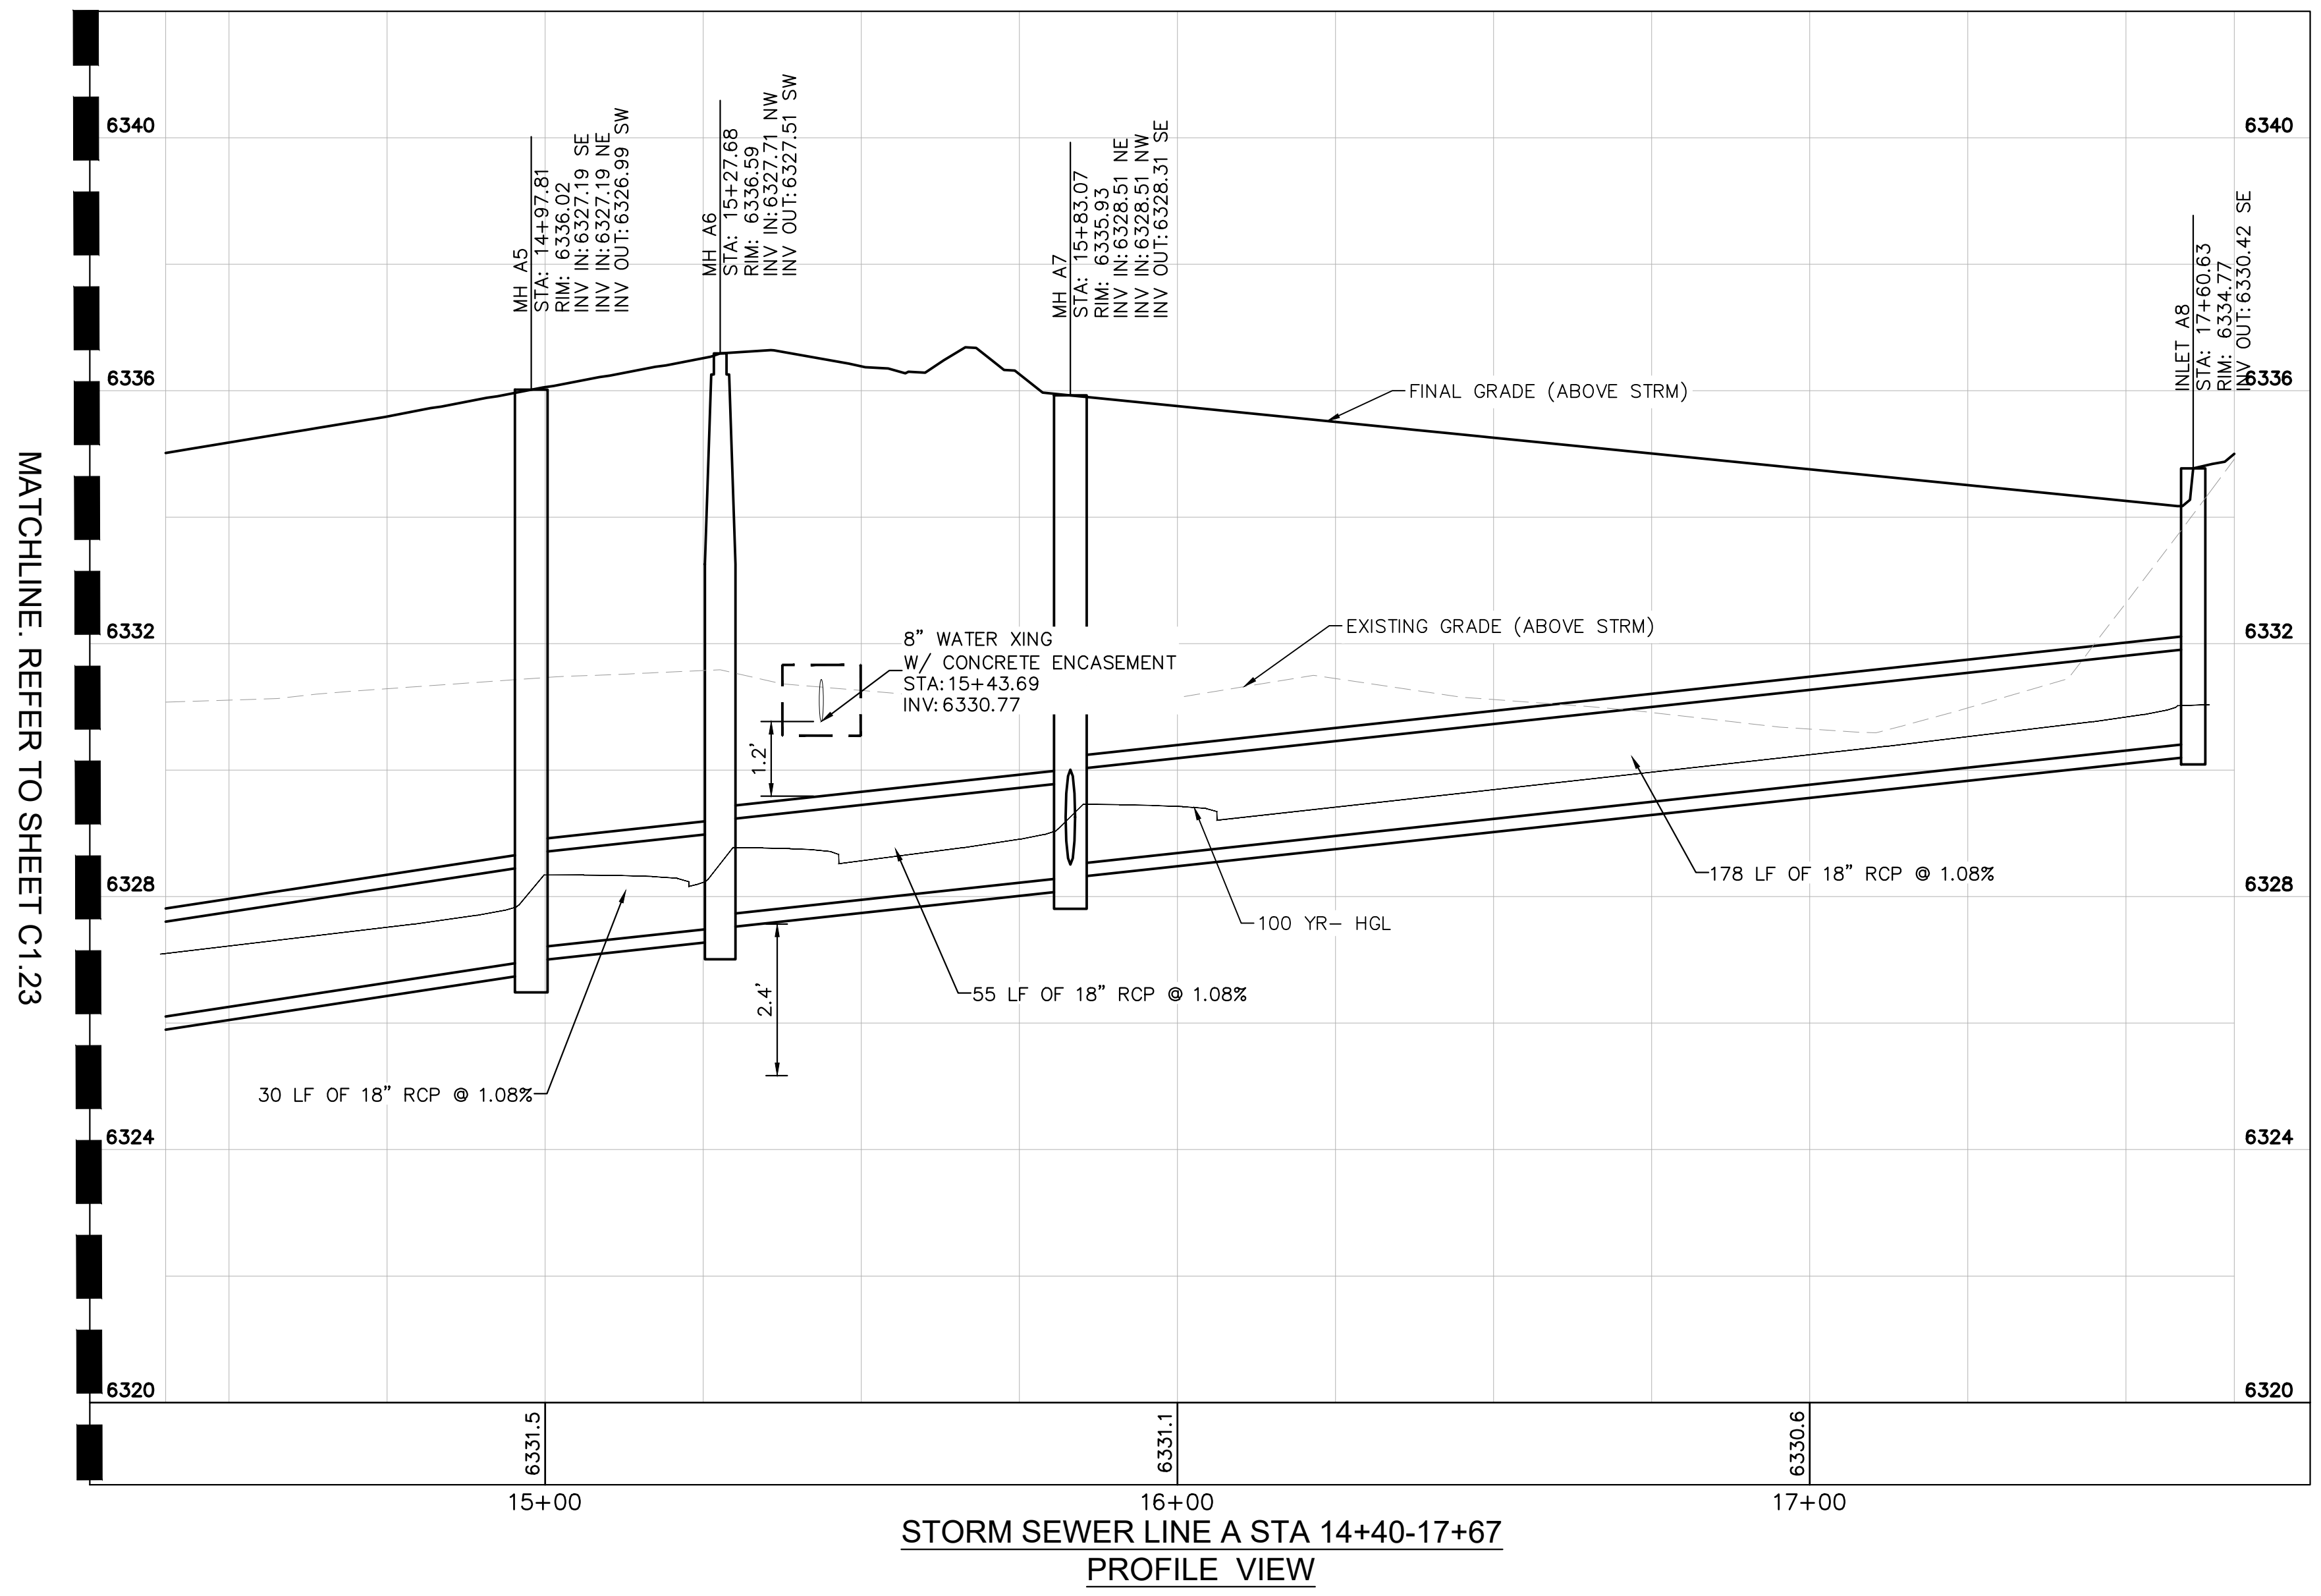 MATCHLINE. REFER TO SHEET C1.23
6340
6336
6332
6328
6324
6320
MH A5
STA: 14+97.81
RIM: 6336.02
INV IN:6327.19 SE
INV IN:6327.19 NE
INV OUT:6326.99 SW
MH A6
STA: 15+27.68
RIM: 6336.59
INV IN:6327.71 NW
INV OUT:6327.51 SW
MH A7
STA: 15+83.07
RIM: 6335.93
INV IN:6328.51 NE
INV IN:6328.51 NW
INV OUT:6328.31 SE
INLET A8
STA: 17+60.63
RIM: 6334.77
INV OUT:6330.42 SE
6340
6336
6332
6328
6324
6320
FINAL GRADE (ABOVE STRM)
EXISTING GRADE (ABOVE STRM)
8" WATER XING
W/ CONCRETE ENCASEMENT
STA:15+43.69
INV:6330.77
1.2'
2.4'
178 LF OF 18" RCP @ 1.08%
100 YR- HGL
55 LF OF 18" RCP @ 1.08%
30 LF OF 18" RCP @ 1.08%
6331.5
6331.1
6330.6
15+00
16+00
17+00
STORM SEWER LINE A STA 14+40-17+67
PROFILE VIEW